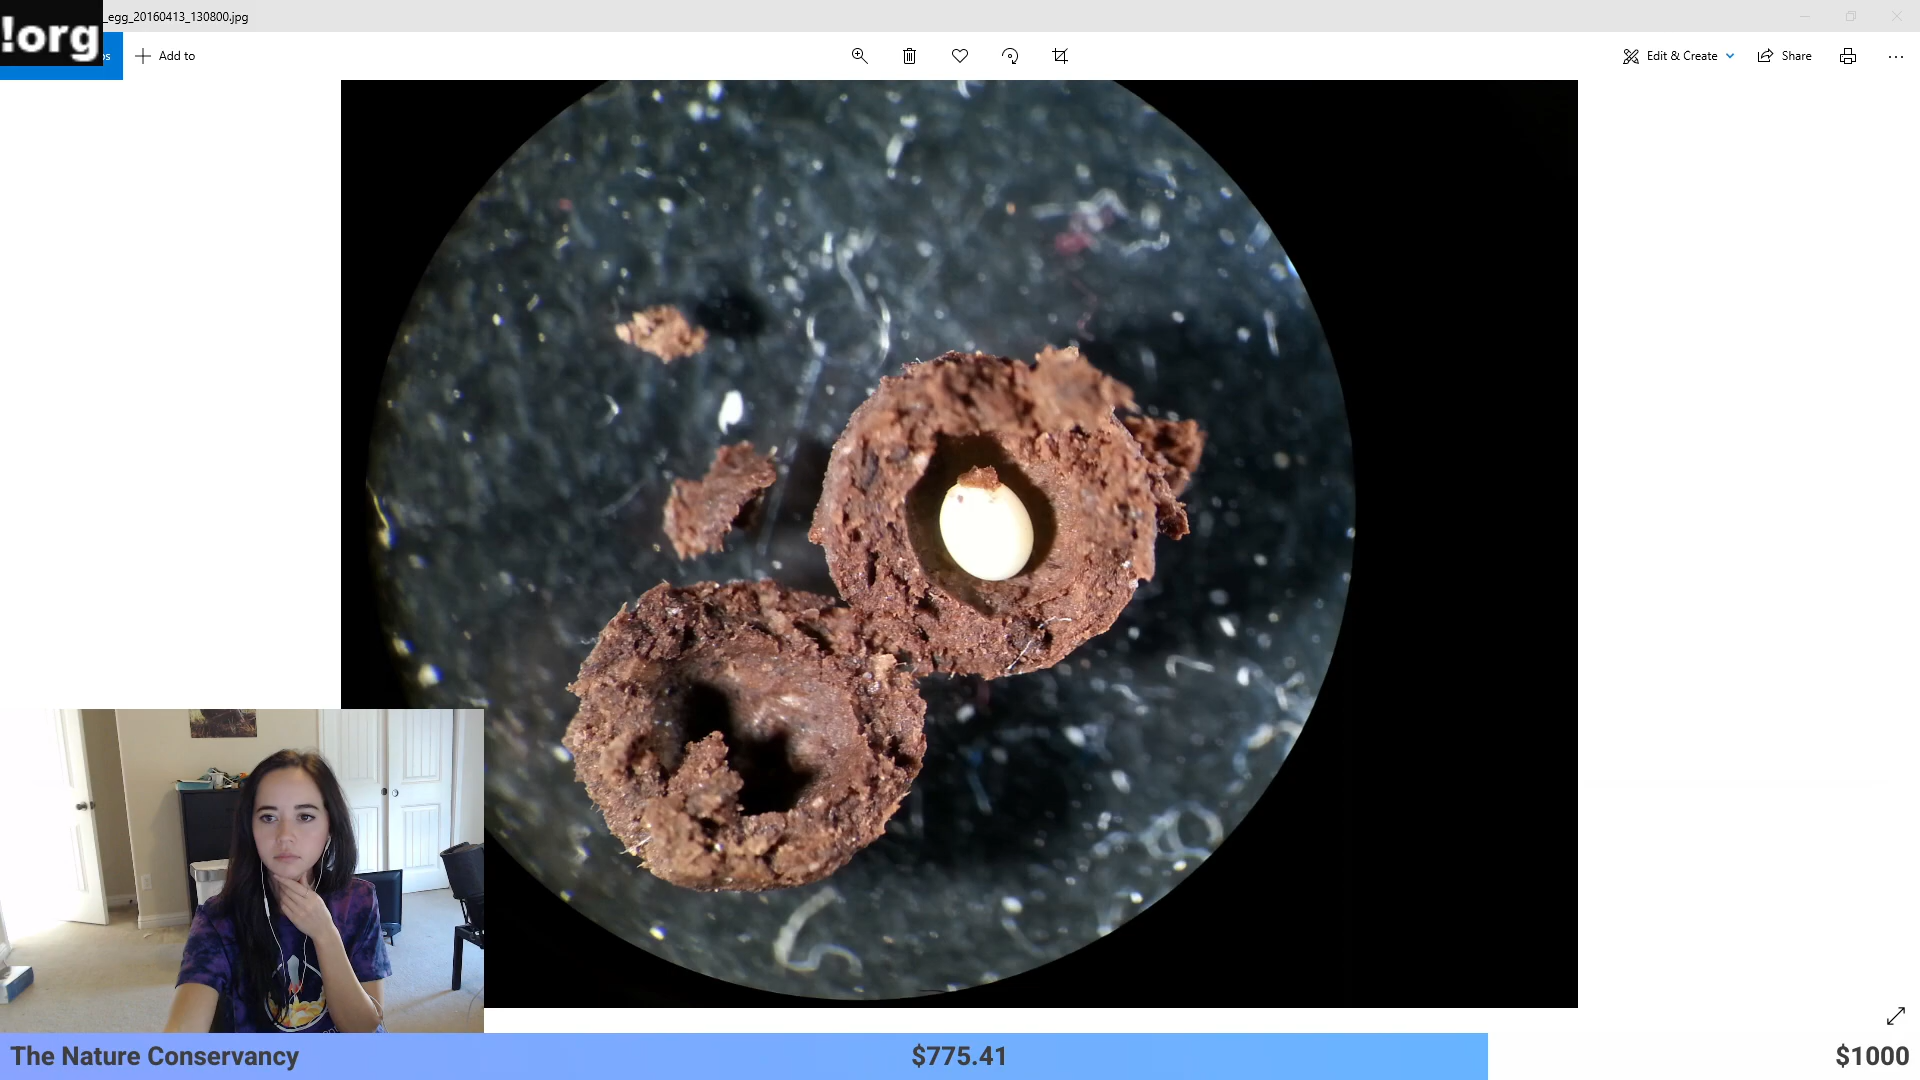 _egg_20160413_130800.jpg
!org
Add to
Edit & Create
Share
The Nature Conservancy
$775.41
$1000